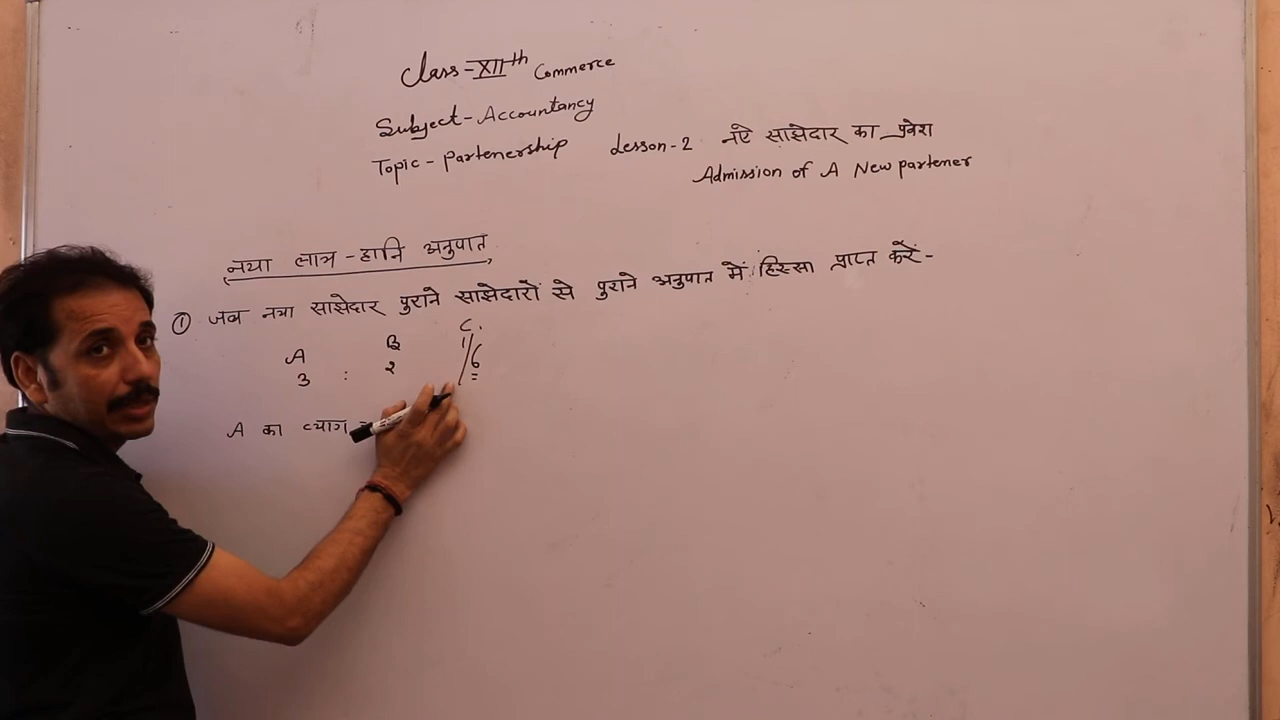 Class-XIIth Commerce
Subject-Accountancy
Topic-Partenership Lesson-2 नऐ साझेदार का प्रवेश
Admission of A New partener
नया लाभ-हानि अनुपात
① जब नया साझेदार पुराने साझेदारों से पुराने अनुपात में हिस्सा प्राप्त करें-
A B C.
3 : 2 1/6
A का त्याग